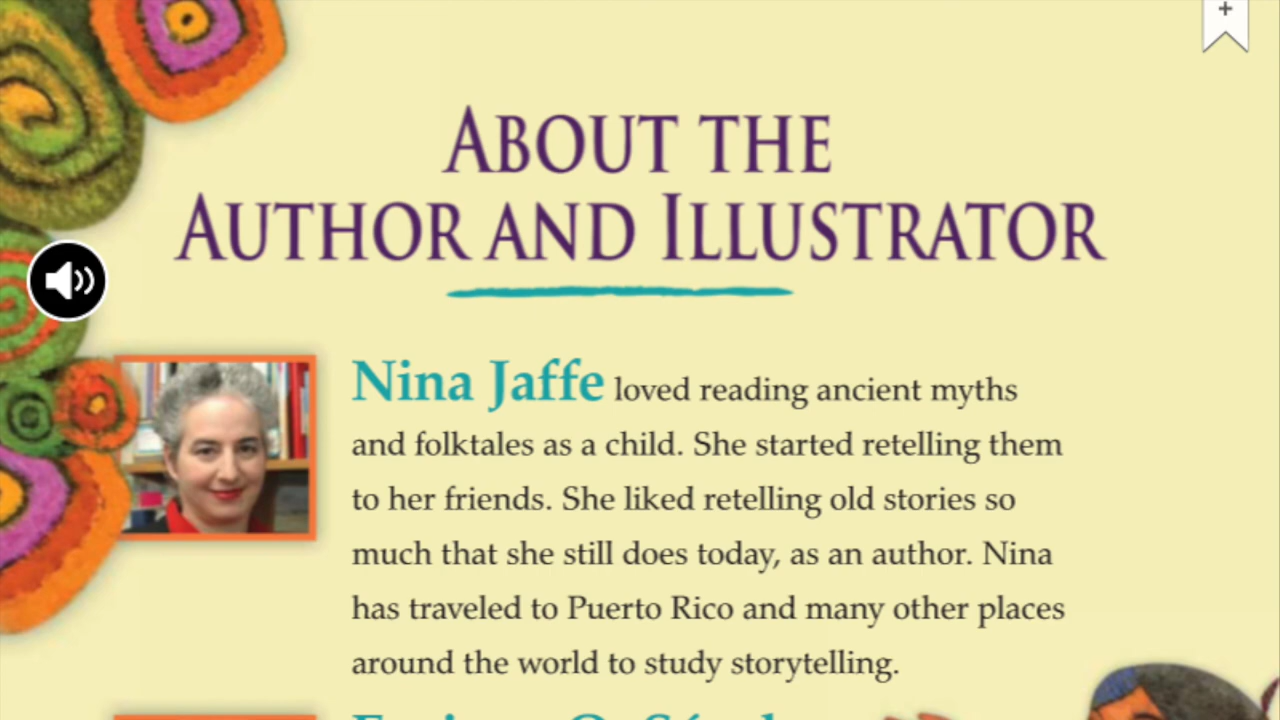 ABOUT THE
AUTHOR AND ILLUSTRATOR
Nina Jaffe loved reading ancient myths
and folktales as a child. She started retelling them
to her friends. She liked retelling old stories so
much that she still does today, as an author. Nina
has traveled to Puerto Rico and many other places
around the world to study storytelling.